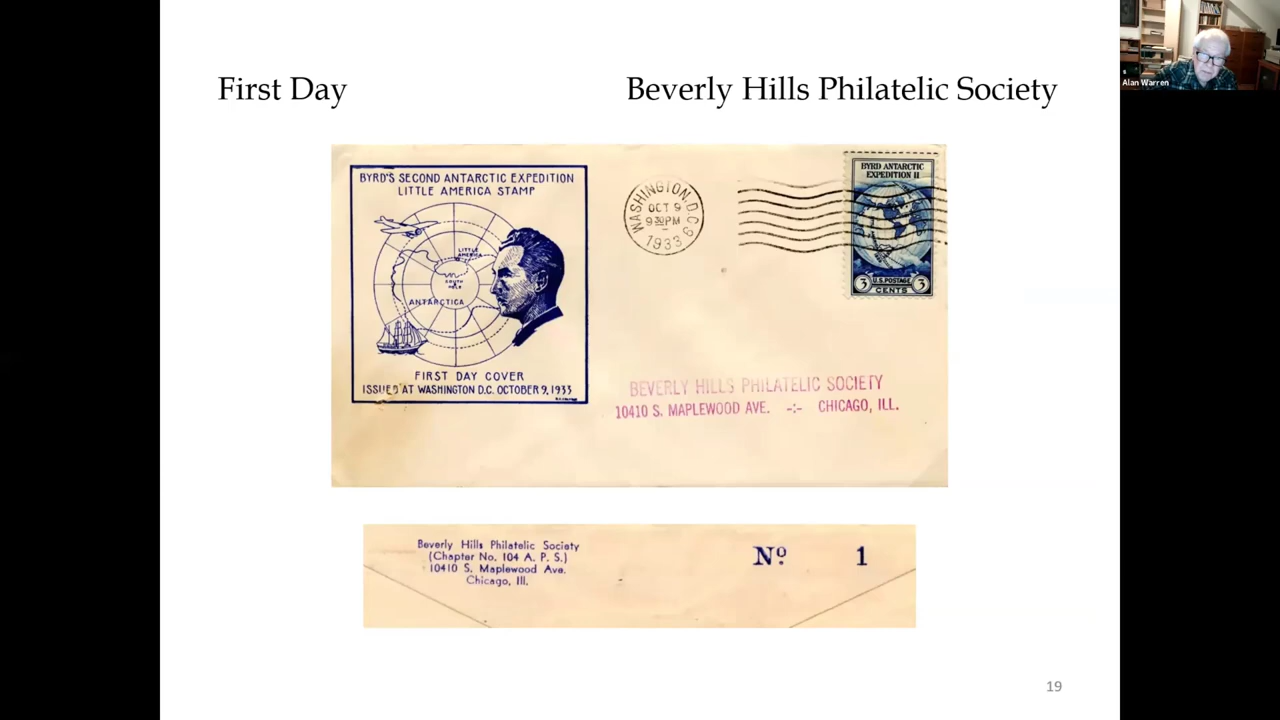 First Day
Beverly Hills Philatelic Society
Alan Warren
BYRD'S SECOND ANTARCTIC EXPEDITION
LITTLE AMERICA STAMP
LITTLE
AMERICA
SOUTH
POLE
ANTARCTICA
FIRST DAY COVER
ISSUED AT WASHINGTON D.C. OCTOBER 9, 1933
WASHINGTON, D.C.
OCT 9
9 30 PM
1933
BYRD ANTARCTIC
EXPEDITION II
3 U.S. POSTAGE 3
CENTS
BEVERLY HILLS PHILATELIC SOCIETY
10410 S. MAPLEWOOD AVE. -:- CHICAGO, ILL.
Beverly Hills Philatelic Society
(Chapter No. 104 A. P. S.)
10410 S. Maplewood Ave.
Chicago, Ill.
Nº 1
19